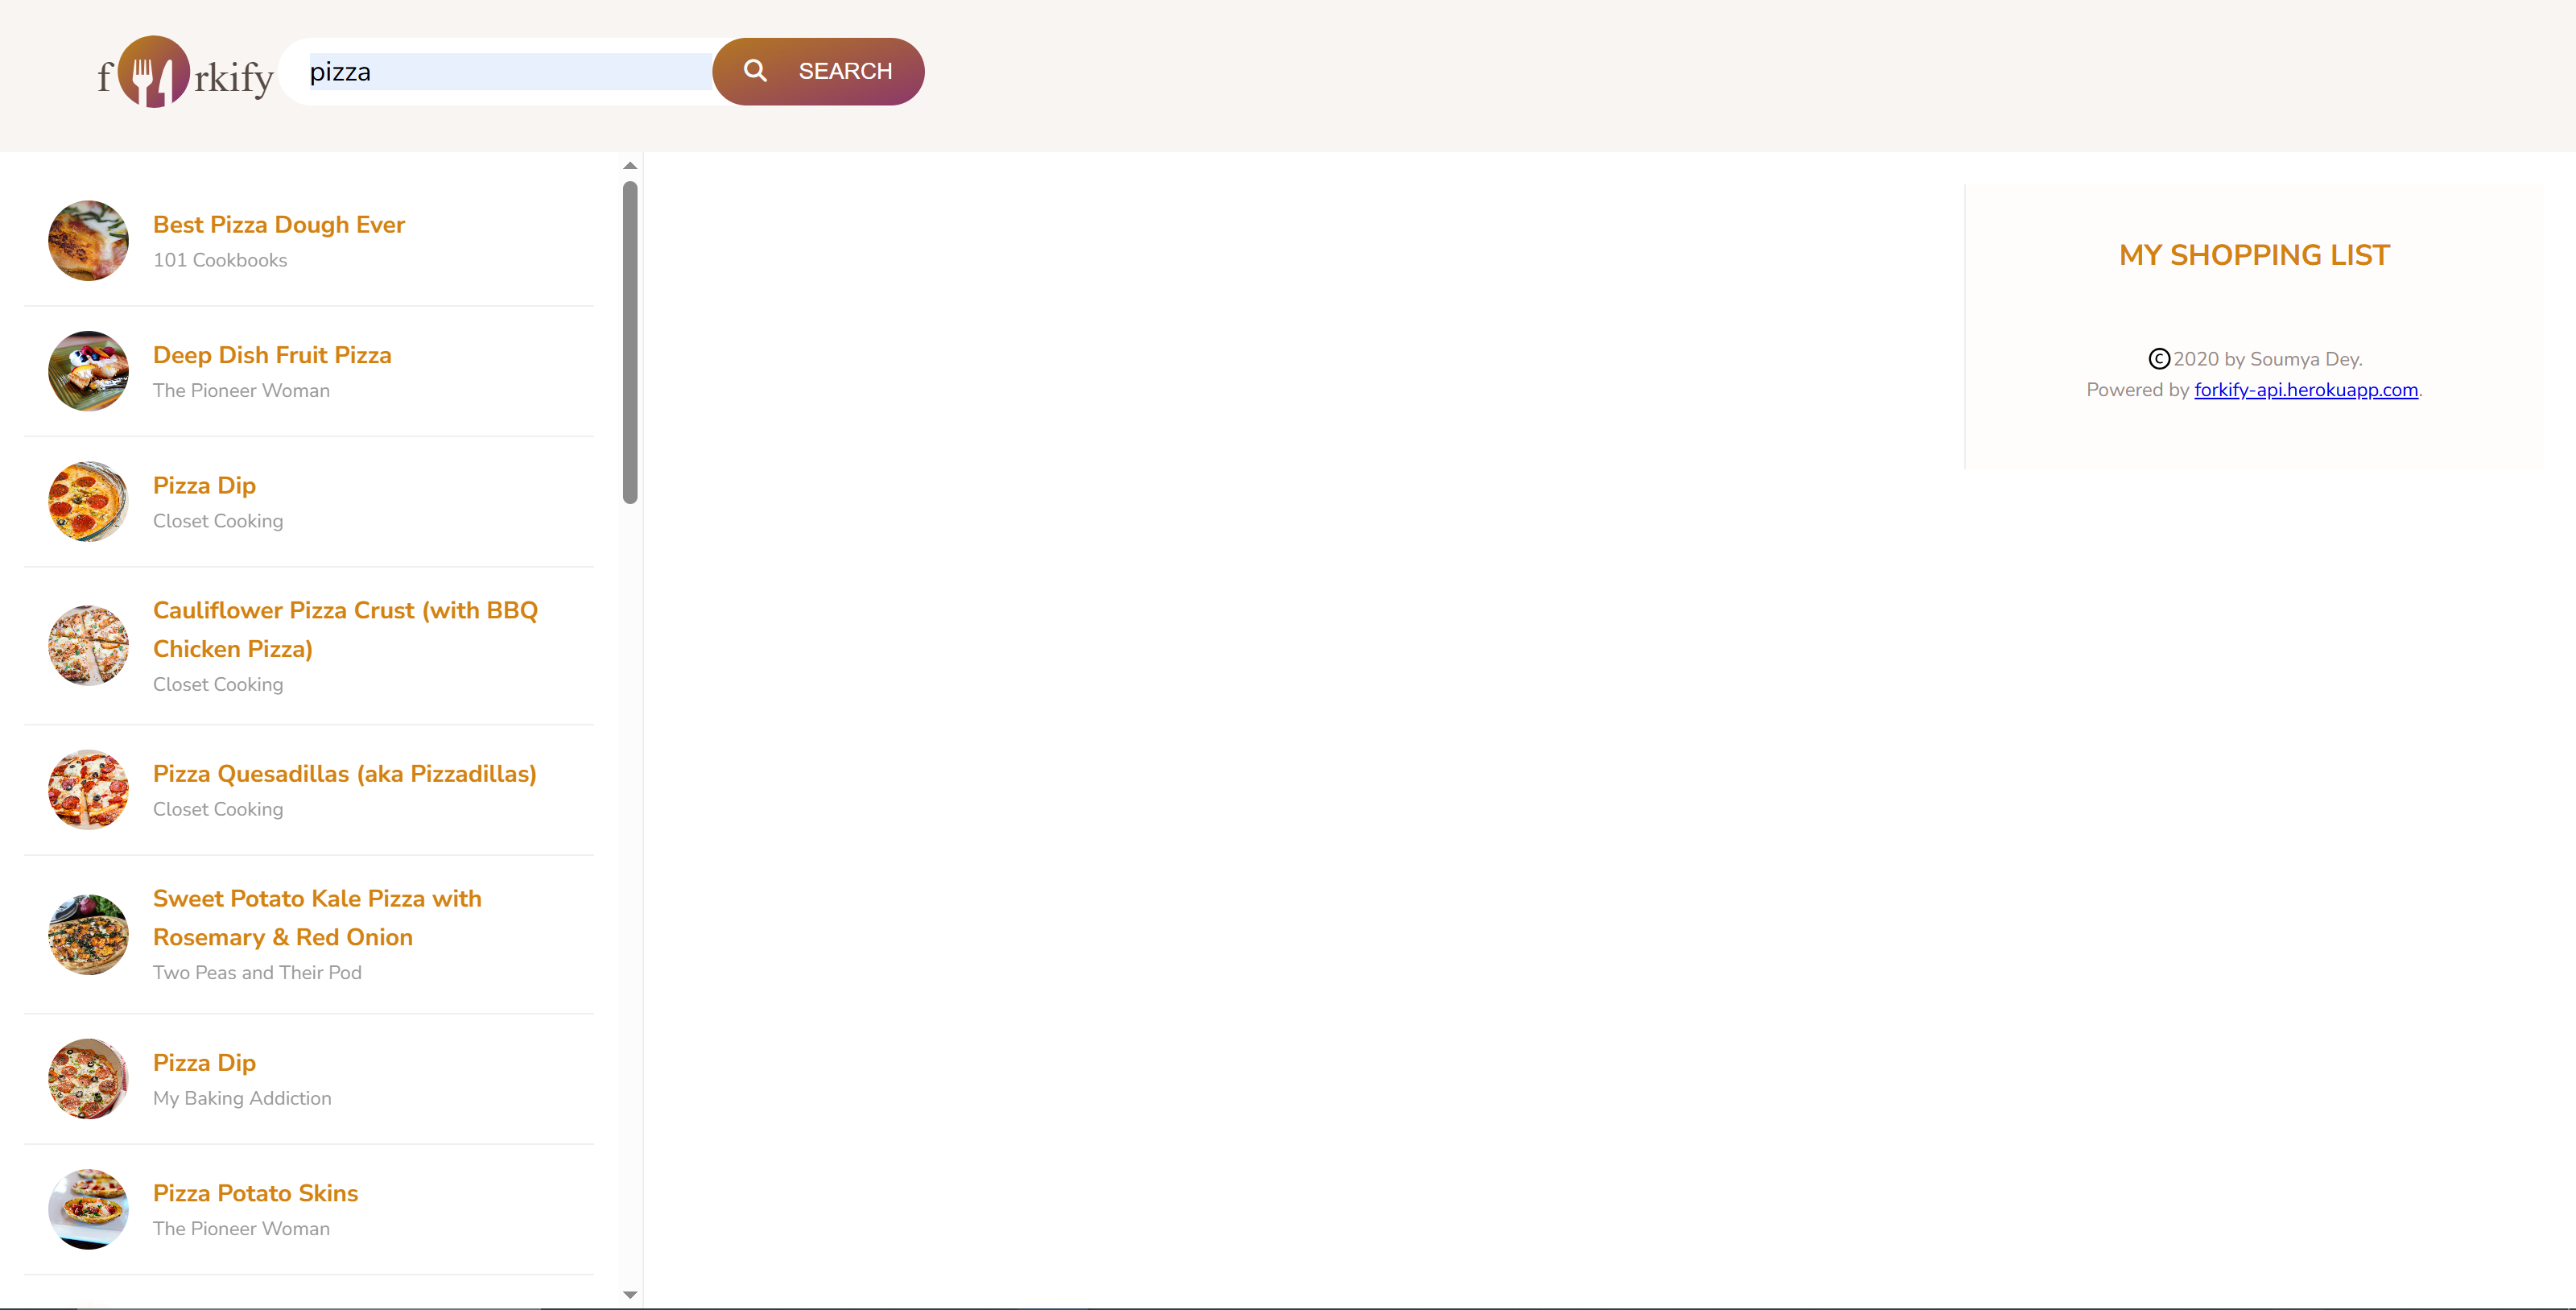 f rkify
pizza
SEARCH
Best Pizza Dough Ever
101 Cookbooks
Deep Dish Fruit Pizza
The Pioneer Woman
Pizza Dip
Closet Cooking
Cauliflower Pizza Crust (with BBQ
Chicken Pizza)
Closet Cooking
Pizza Quesadillas (aka Pizzadillas)
Closet Cooking
Sweet Potato Kale Pizza with
Rosemary & Red Onion
Two Peas and Their Pod
Pizza Dip
My Baking Addiction
Pizza Potato Skins
The Pioneer Woman
MY SHOPPING LIST
©2020 by Soumya Dey.
Powered by forkify-api.herokuapp.com.